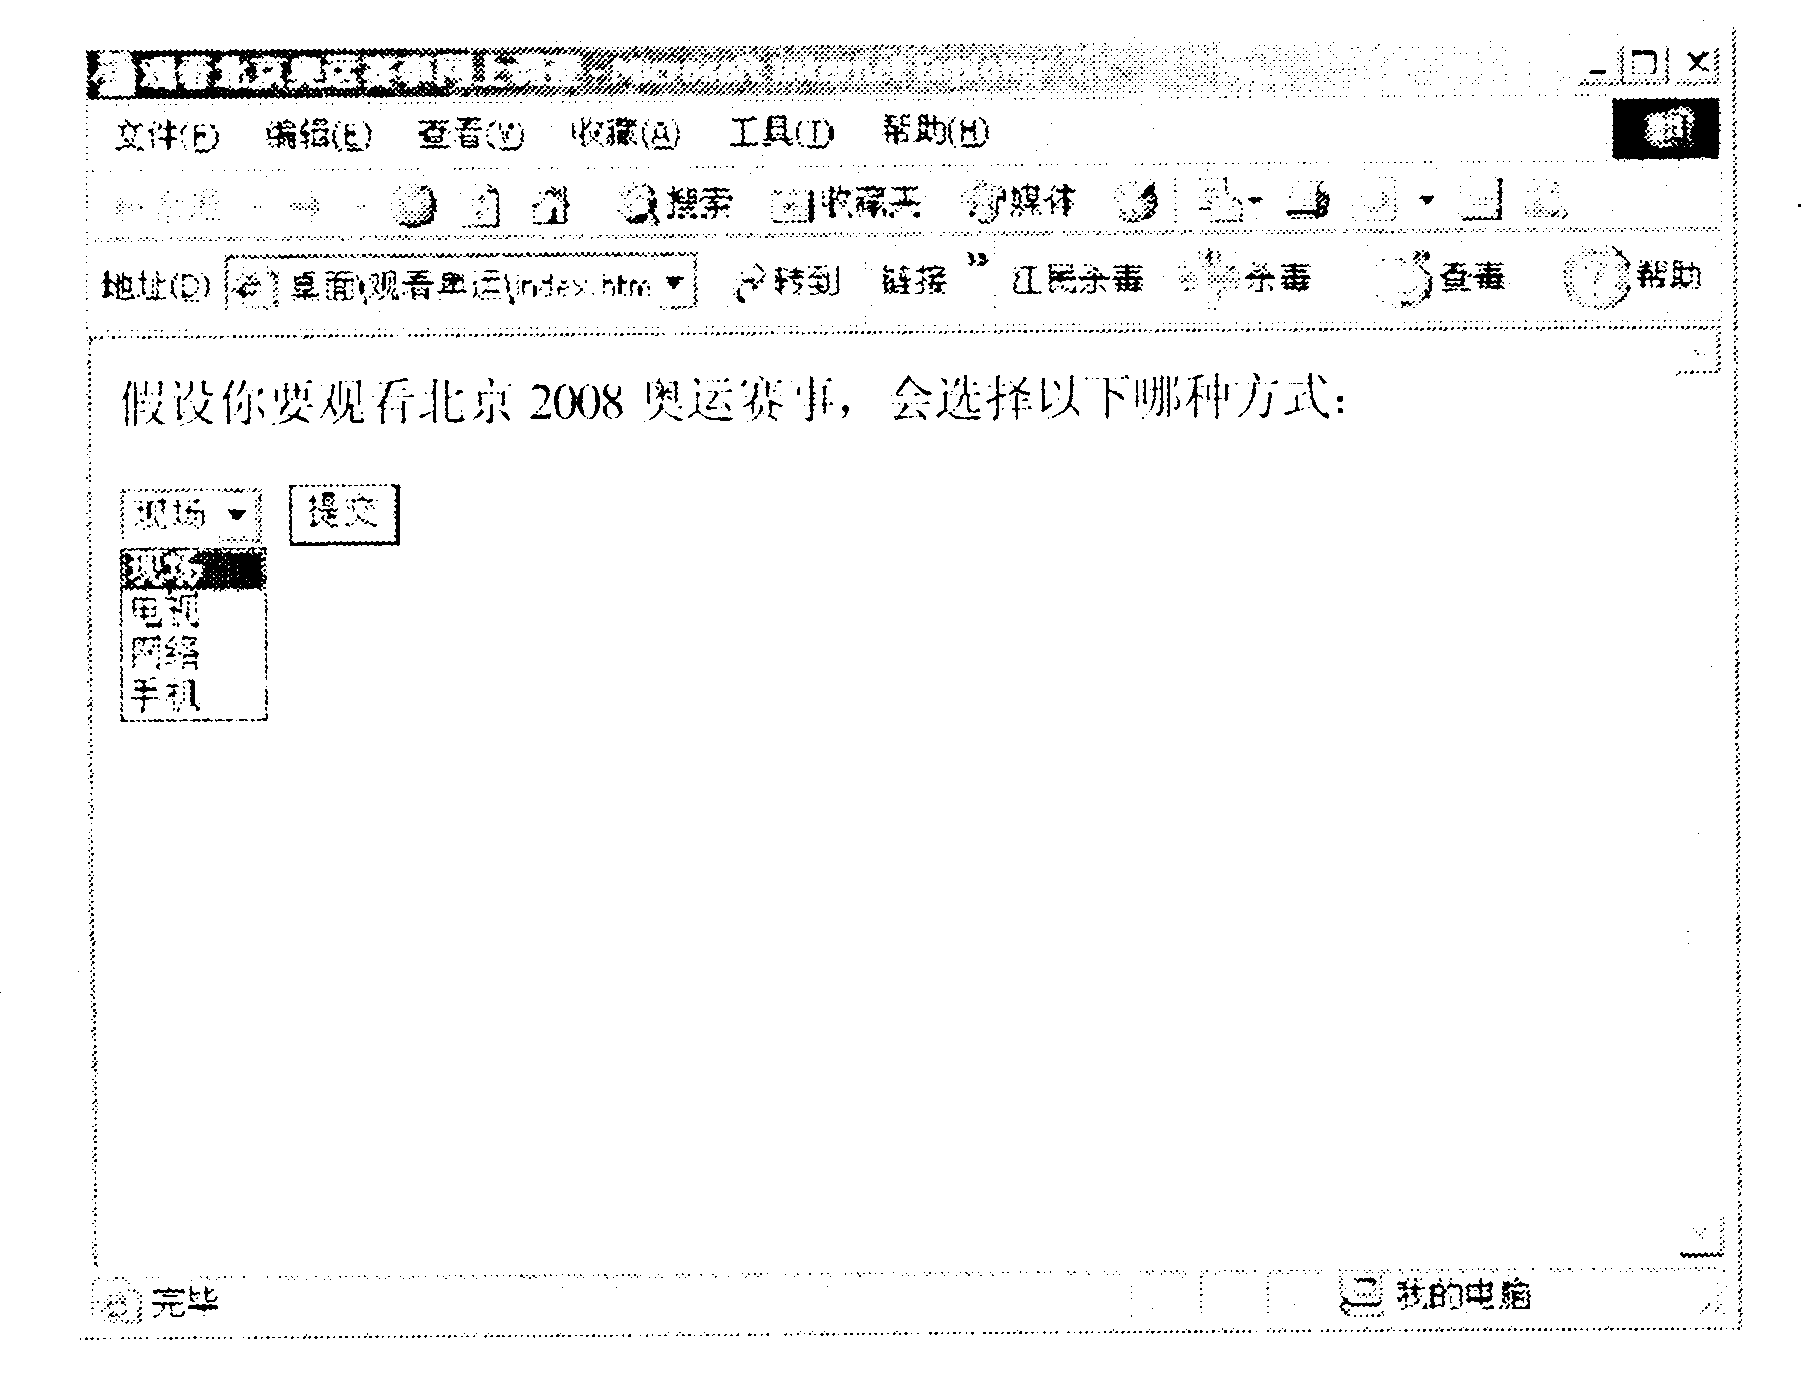 文件(F) 编辑(E) 查看(V) 收藏(A) 工具(T) 帮助(H)
搜索 收藏夹 媒体
地址(D) 桌面\观看奥运\index.htm 转到 链接 » 江民杀毒 杀毒 查毒 帮助
假设你要观看北京 2008 奥运赛事，会选择以下哪种方式：
现场 提交
现场
电视
网络
手机
完毕 我的电脑